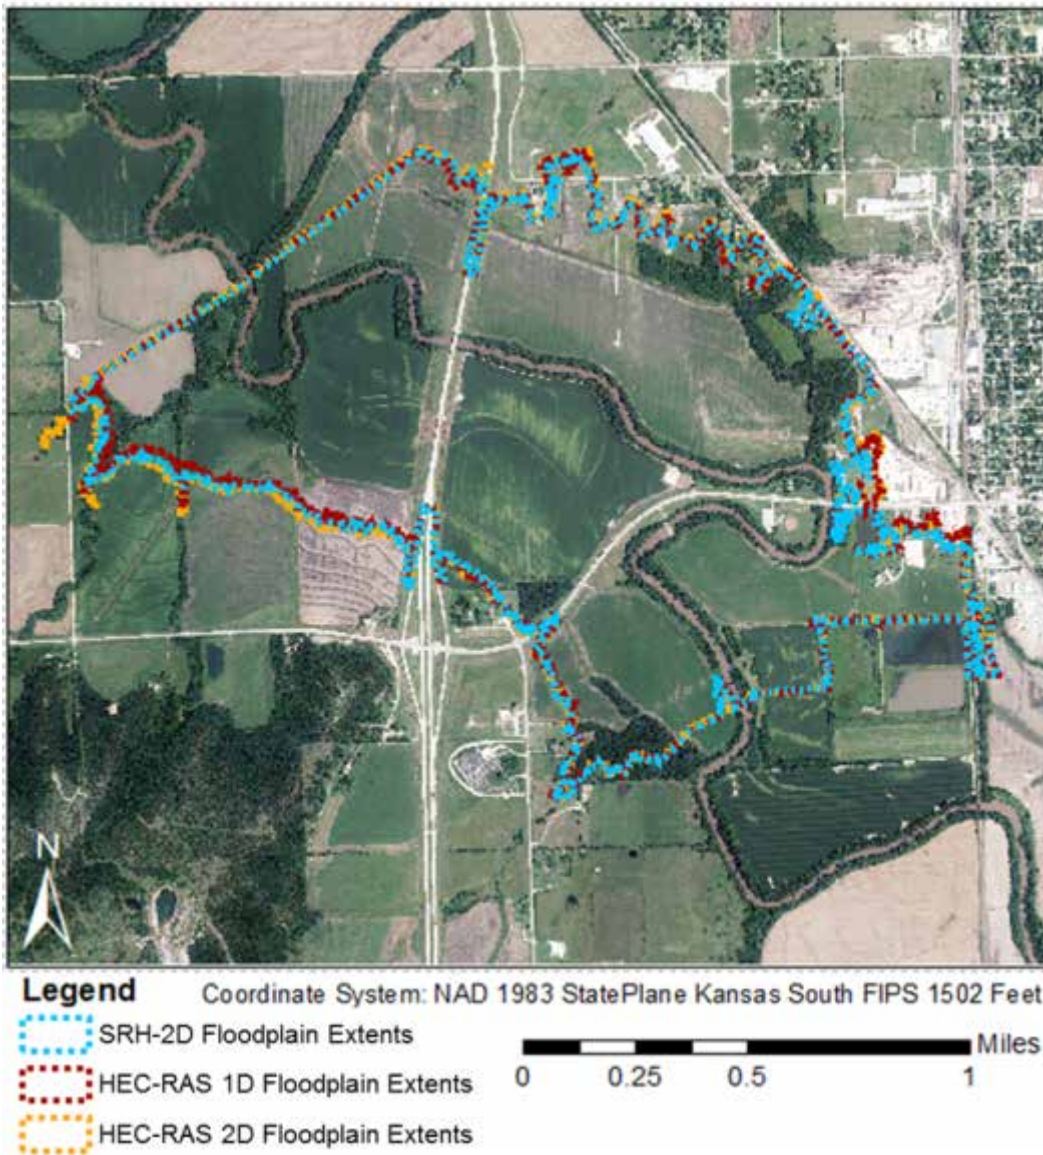 N
Legend
Coordinate System: NAD 1983 StatePlane Kansas South FIPS 1502 Feet
SRH-2D Floodplain Extents
HEC-RAS 1D Floodplain Extents
HEC-RAS 2D Floodplain Extents
Miles
0 0.25 0.5 1